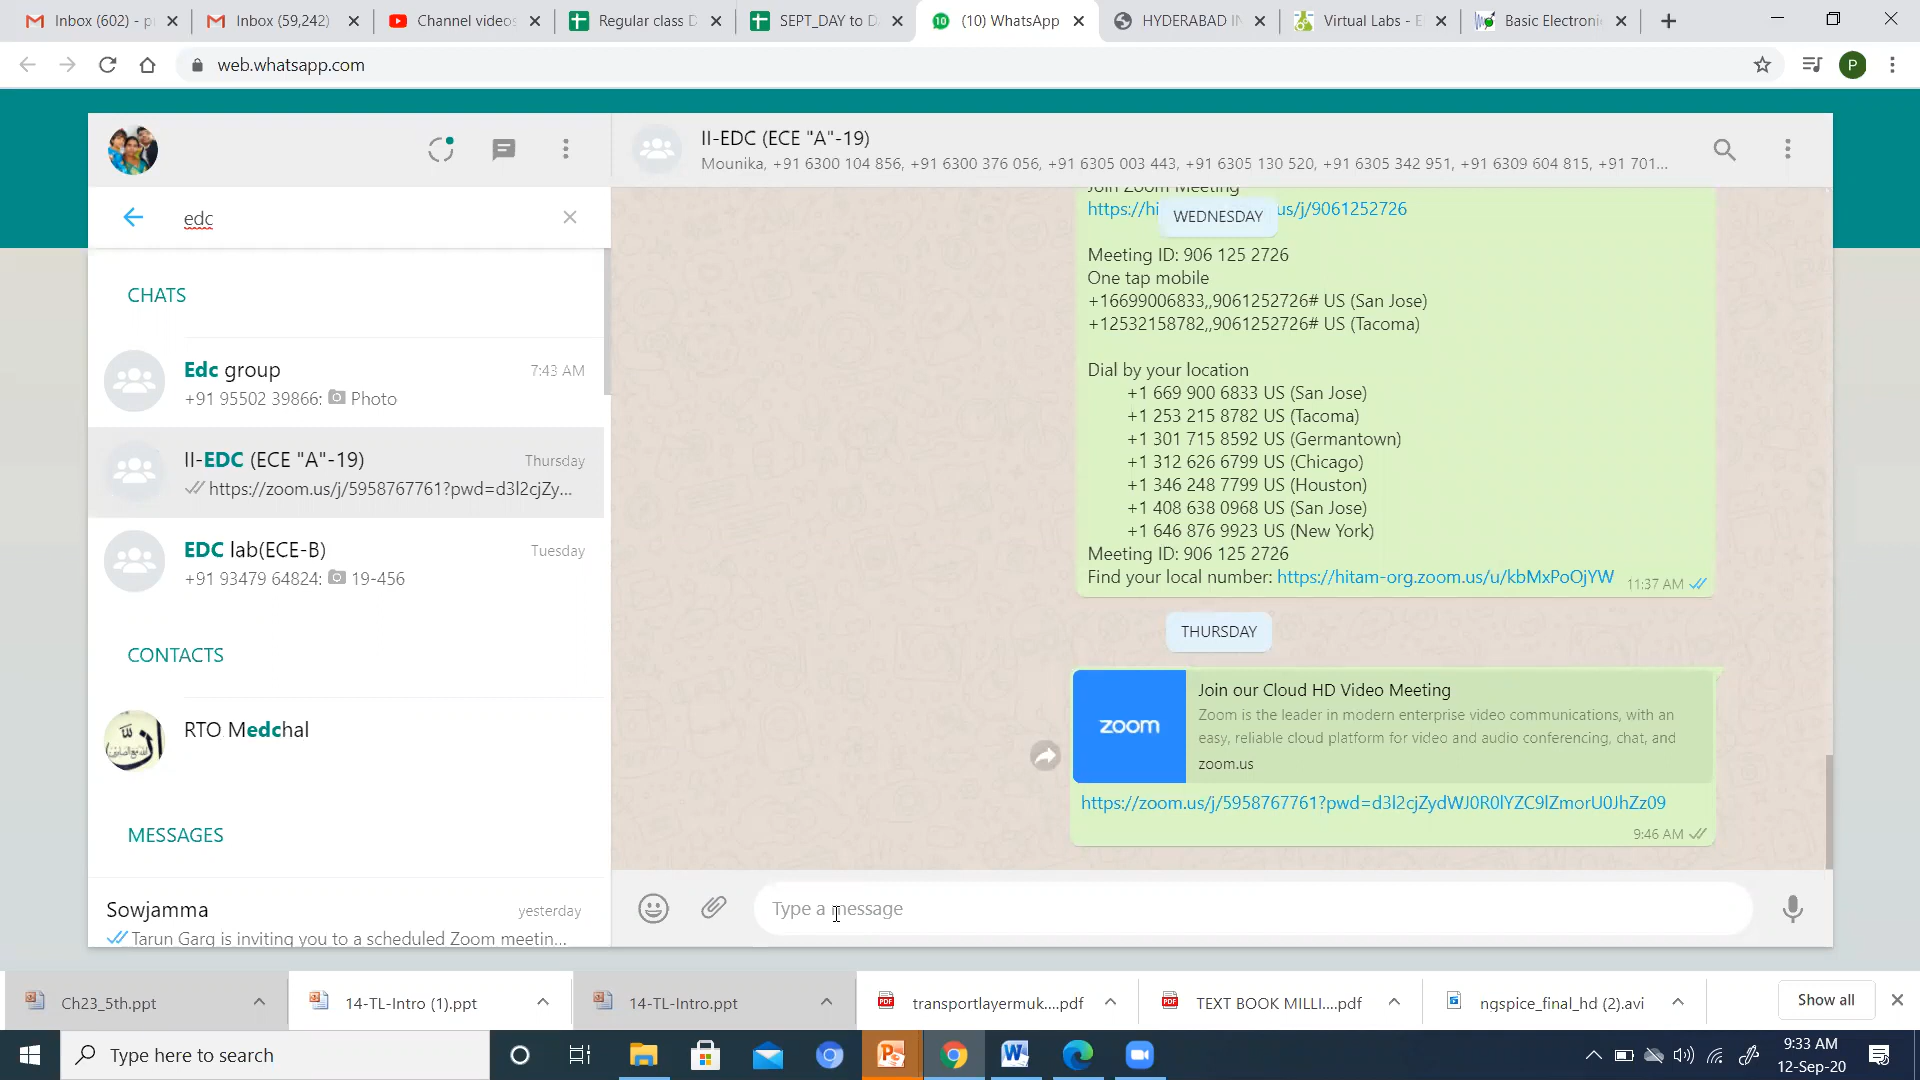 Inbox (602) - p
Inbox (59,242)
Channel videos
Regular class D
SEPT_DAY to D
(10) WhatsApp
HYDERABAD IN
Virtual Labs - E
Basic Electroni
web.whatsapp.com
P
edc
CHATS
Edc group
7:43 AM
+91 95502 39866: Photo
II-EDC (ECE "A"-19)
Thursday
https://zoom.us/j/5958767761?pwd=d3l2cjZy...
EDC lab(ECE-B)
Tuesday
+91 93479 64824: 19-456
CONTACTS
RTO Medchal
MESSAGES
Sowjamma
yesterday
Tarun Garg is inviting you to a scheduled Zoom meetin...
II-EDC (ECE "A"-19)
Mounika, +91 6300 104 856, +91 6300 376 056, +91 6305 003 443, +91 6305 130 520, +91 6305 342 951, +91 6309 604 815, +91 701...
Join Zoom Meeting
https://hi us/j/9061252726
WEDNESDAY
Meeting ID: 906 125 2726
One tap mobile
+16699006833,,9061252726# US (San Jose)
+12532158782,,9061252726# US (Tacoma)
Dial by your location
+1 669 900 6833 US (San Jose)
+1 253 215 8782 US (Tacoma)
+1 301 715 8592 US (Germantown)
+1 312 626 6799 US (Chicago)
+1 346 248 7799 US (Houston)
+1 408 638 0968 US (San Jose)
+1 646 876 9923 US (New York)
Meeting ID: 906 125 2726
Find your local number: https://hitam-org.zoom.us/u/kbMxPoOjYW
11:37 AM
THURSDAY
zoom
Join our Cloud HD Video Meeting
Zoom is the leader in modern enterprise video communications, with an
easy, reliable cloud platform for video and audio conferencing, chat, and
zoom.us
https://zoom.us/j/5958767761?pwd=d3l2cjZydWJ0R0lYZC9lZmorU0JhZz09
9:46 AM
Type a message
Ch23_5th.ppt
14-TL-Intro (1).ppt
14-TL-Intro.ppt
transportlayermuk....pdf
TEXT BOOK MILLI....pdf
ngspice_final_hd (2).avi
Show all
Type here to search
9:33 AM
12-Sep-20